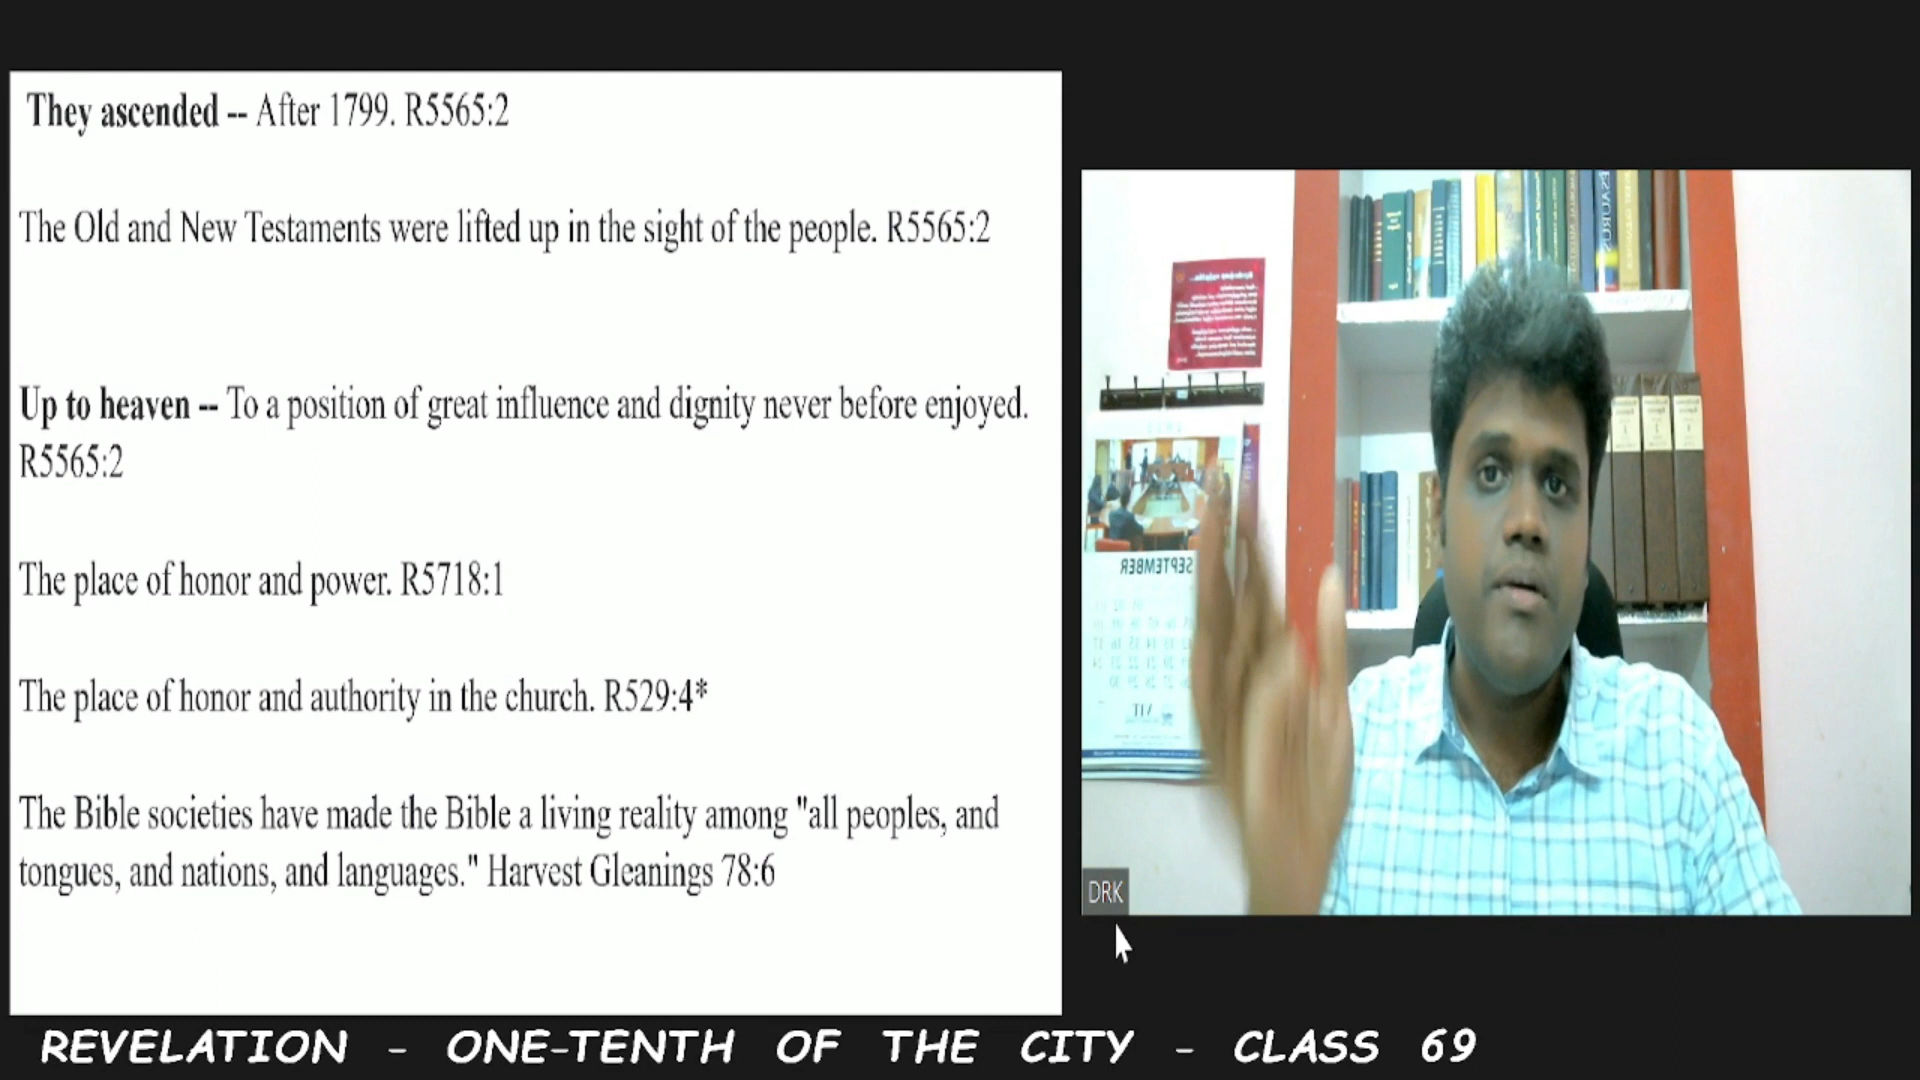 They ascended -- After 1799. R5565:2
The Old and New Testaments were lifted up in the sight of the people. R5565:2
Up to heaven -- To a position of great influence and dignity never before enjoyed.
R5565:2
The place of honor and power. R5718:1
The place of honor and authority in the church. R529:4*
The Bible societies have made the Bible a living reality among "all peoples, and
tongues, and nations, and languages." Harvest Gleanings 78:6
SEPTEMBER
VIT
DRK
REVELATION - ONE-TENTH OF THE CITY - CLASS 69